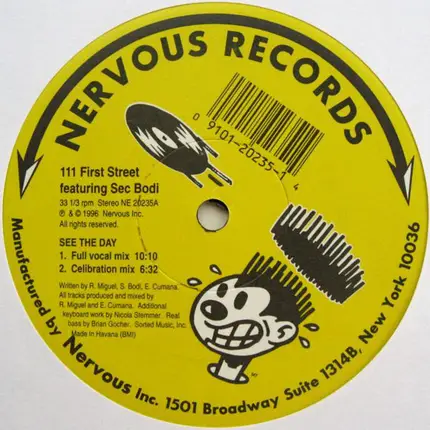 NERVOUS RECORDS
0 9101-20235-1 4
111 First Street
featuring Sec Bodi
33 1/3 rpm Stereo NE 20235A
℗ & © 1996 Nervous Inc.
All rights reserved.
SEE THE DAY
1. Full vocal mix 10:10
2. Celibration mix 6:32
Written by R. Miguel, S. Bodi, E. Cumana.
All tracks produced and mixed by
R. Miguel and E. Cumana. Additional
keyboard work by Nicola Stemmer. Real
bass by Brian Gocher. Sorted Music, Inc.
Made in Havana (BMI)
Manufactured by Nervous Inc. 1501 Broadway Suite 1314B, New York 10036